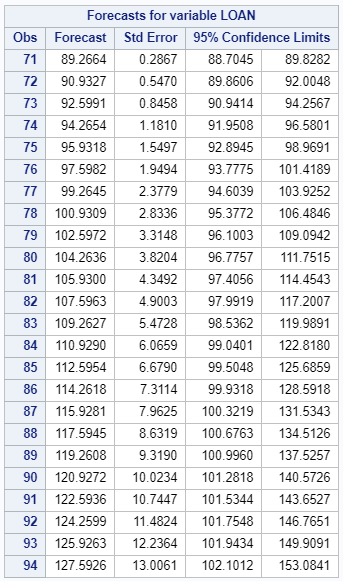 Forecasts for variable LOAN
Obs Forecast Std Error 95% Confidence Limits
71 89.2664 0.2867 88.7045 89.8282
72 90.9327 0.5470 89.8606 92.0048
73 92.5991 0.8458 90.9414 94.2567
74 94.2654 1.1810 91.9508 96.5801
75 95.9318 1.5497 92.8945 98.9691
76 97.5982 1.9494 93.7775 101.4189
77 99.2645 2.3779 94.6039 103.9252
78 100.9309 2.8336 95.3772 106.4846
79 102.5972 3.3148 96.1003 109.0942
80 104.2636 3.8204 96.7757 111.7515
81 105.9300 4.3492 97.4056 114.4543
82 107.5963 4.9003 97.9919 117.2007
83 109.2627 5.4728 98.5362 119.9891
84 110.9290 6.0659 99.0401 122.8180
85 112.5954 6.6790 99.5048 125.6859
86 114.2618 7.3114 99.9318 128.5918
87 115.9281 7.9625 100.3219 131.5343
88 117.5945 8.6319 100.6763 134.5126
89 119.2608 9.3190 100.9960 137.5257
90 120.9272 10.0234 101.2818 140.5726
91 122.5936 10.7447 101.5344 143.6527
92 124.2599 11.4824 101.7548 146.7651
93 125.9263 12.2364 101.9434 149.9091
94 127.5926 13.0061 102.1012 153.0841